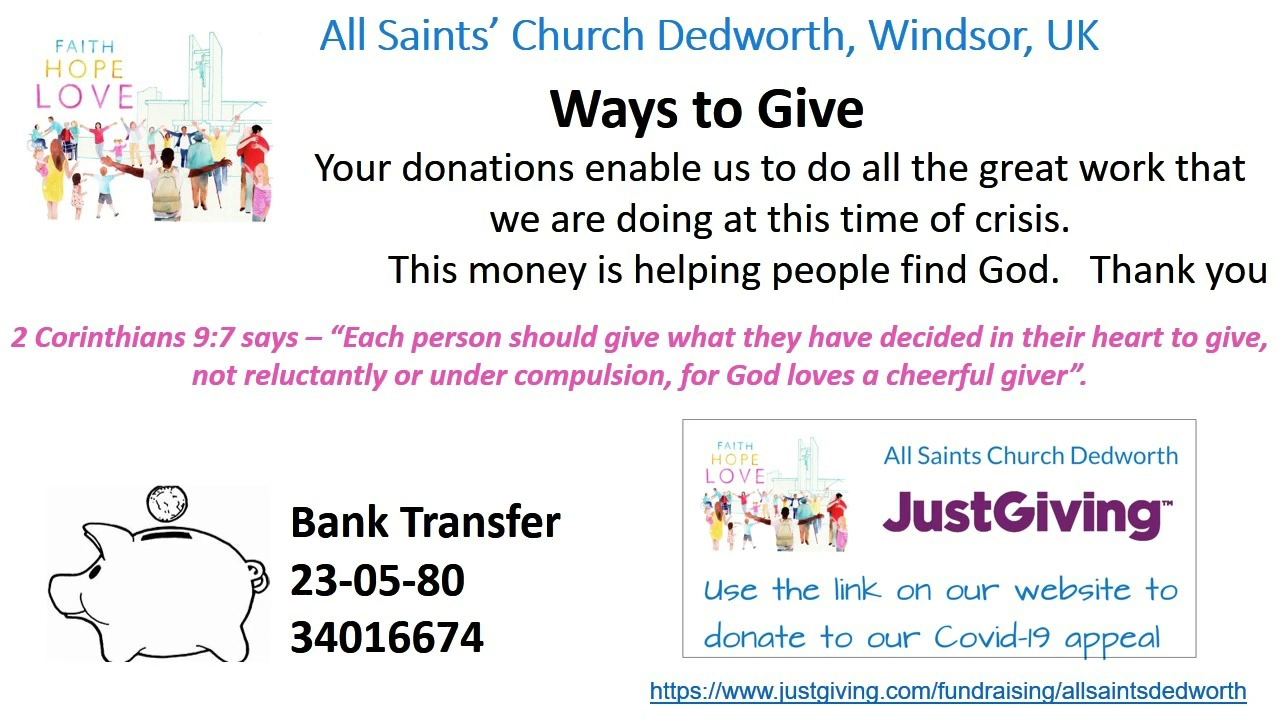 FAITH
HOPE
LOVE
All Saints’ Church Dedworth, Windsor, UK
Ways to Give
Your donations enable us to do all the great work that
we are doing at this time of crisis.
This money is helping people find God. Thank you
2 Corinthians 9:7 says – “Each person should give what they have decided in their heart to give,
not reluctantly or under compulsion, for God loves a cheerful giver”.
Bank Transfer
23-05-80
34016674
FAITH
HOPE
LOVE
All Saints Church Dedworth
JustGiving™
Use the link on our website to
donate to our Covid-19 appeal
https://www.justgiving.com/fundraising/allsaintsdedworth